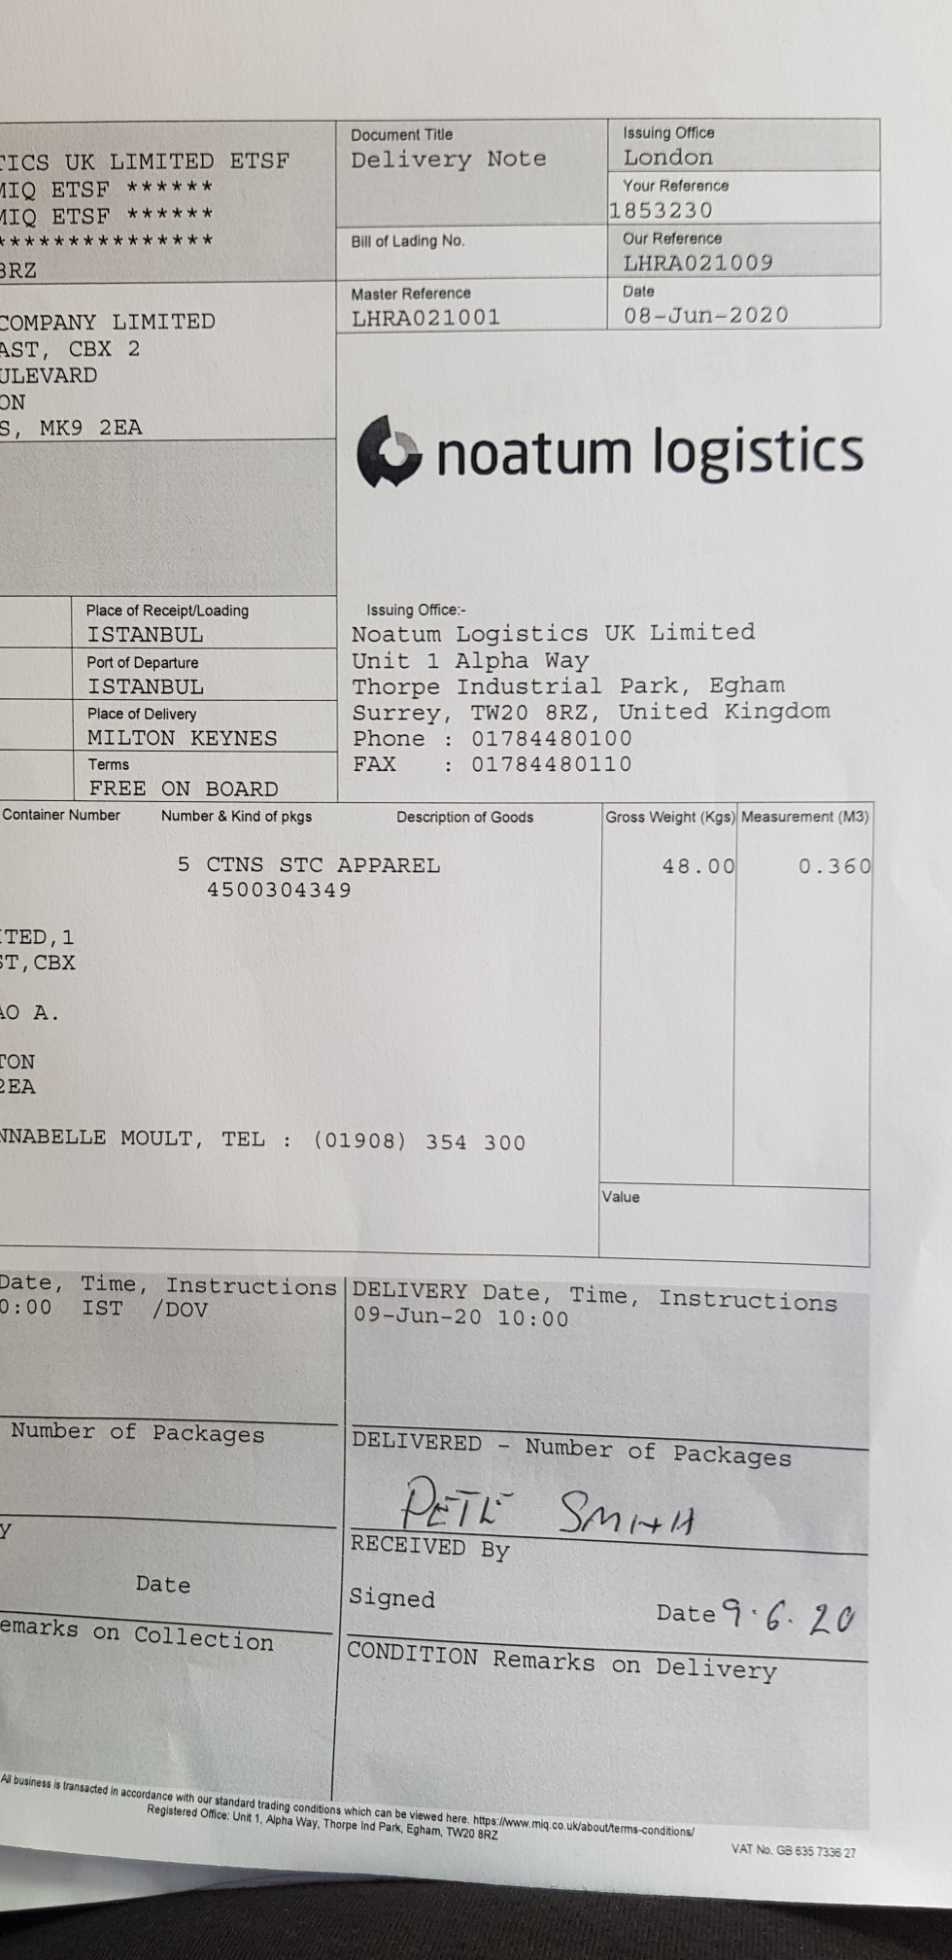 TICS UK LIMITED ETSF
MIQ ETSF ******
MIQ ETSF ******
***************
8RZ
COMPANY LIMITED
AST, CBX 2
ULEVARD
ON
S, MK9 2EA
Document Title
Delivery Note
Issuing Office
London
Your Reference
1853230
Bill of Lading No.
Our Reference
LHRA021009
Master Reference
LHRA021001
Date
08-Jun-2020
noatum logistics
Place of Receipt/Loading
ISTANBUL
Port of Departure
ISTANBUL
Place of Delivery
MILTON KEYNES
Terms
FREE ON BOARD
Issuing Office:-
Noatum Logistics UK Limited
Unit 1 Alpha Way
Thorpe Industrial Park, Egham
Surrey, TW20 8RZ, United Kingdom
Phone : 01784480100
FAX : 01784480110
Container Number Number & Kind of pkgs Description of Goods Gross Weight (Kgs) Measurement (M3)
5 CTNS STC APPAREL 48.00 0.360
4500304349
ITED,1
ST,CBX
AO A.
TON
2EA
NNABELLE MOULT, TEL : (01908) 354 300
Value
Date, Time, Instructions
0:00 IST /DOV
Number of Packages
Y
Date
emarks on Collection
DELIVERY Date, Time, Instructions
09-Jun-20 10:00
DELIVERED - Number of Packages
PETE SMITH
RECEIVED By
Signed Date 9.6.20
CONDITION Remarks on Delivery
All business is transacted in accordance with our standard trading conditions which can be viewed here. https://www.miq.co.uk/about/terms-conditions/
Registered Office: Unit 1, Alpha Way, Thorpe Ind Park, Egham, TW20 8RZ
VAT No. GB 635 7336 27